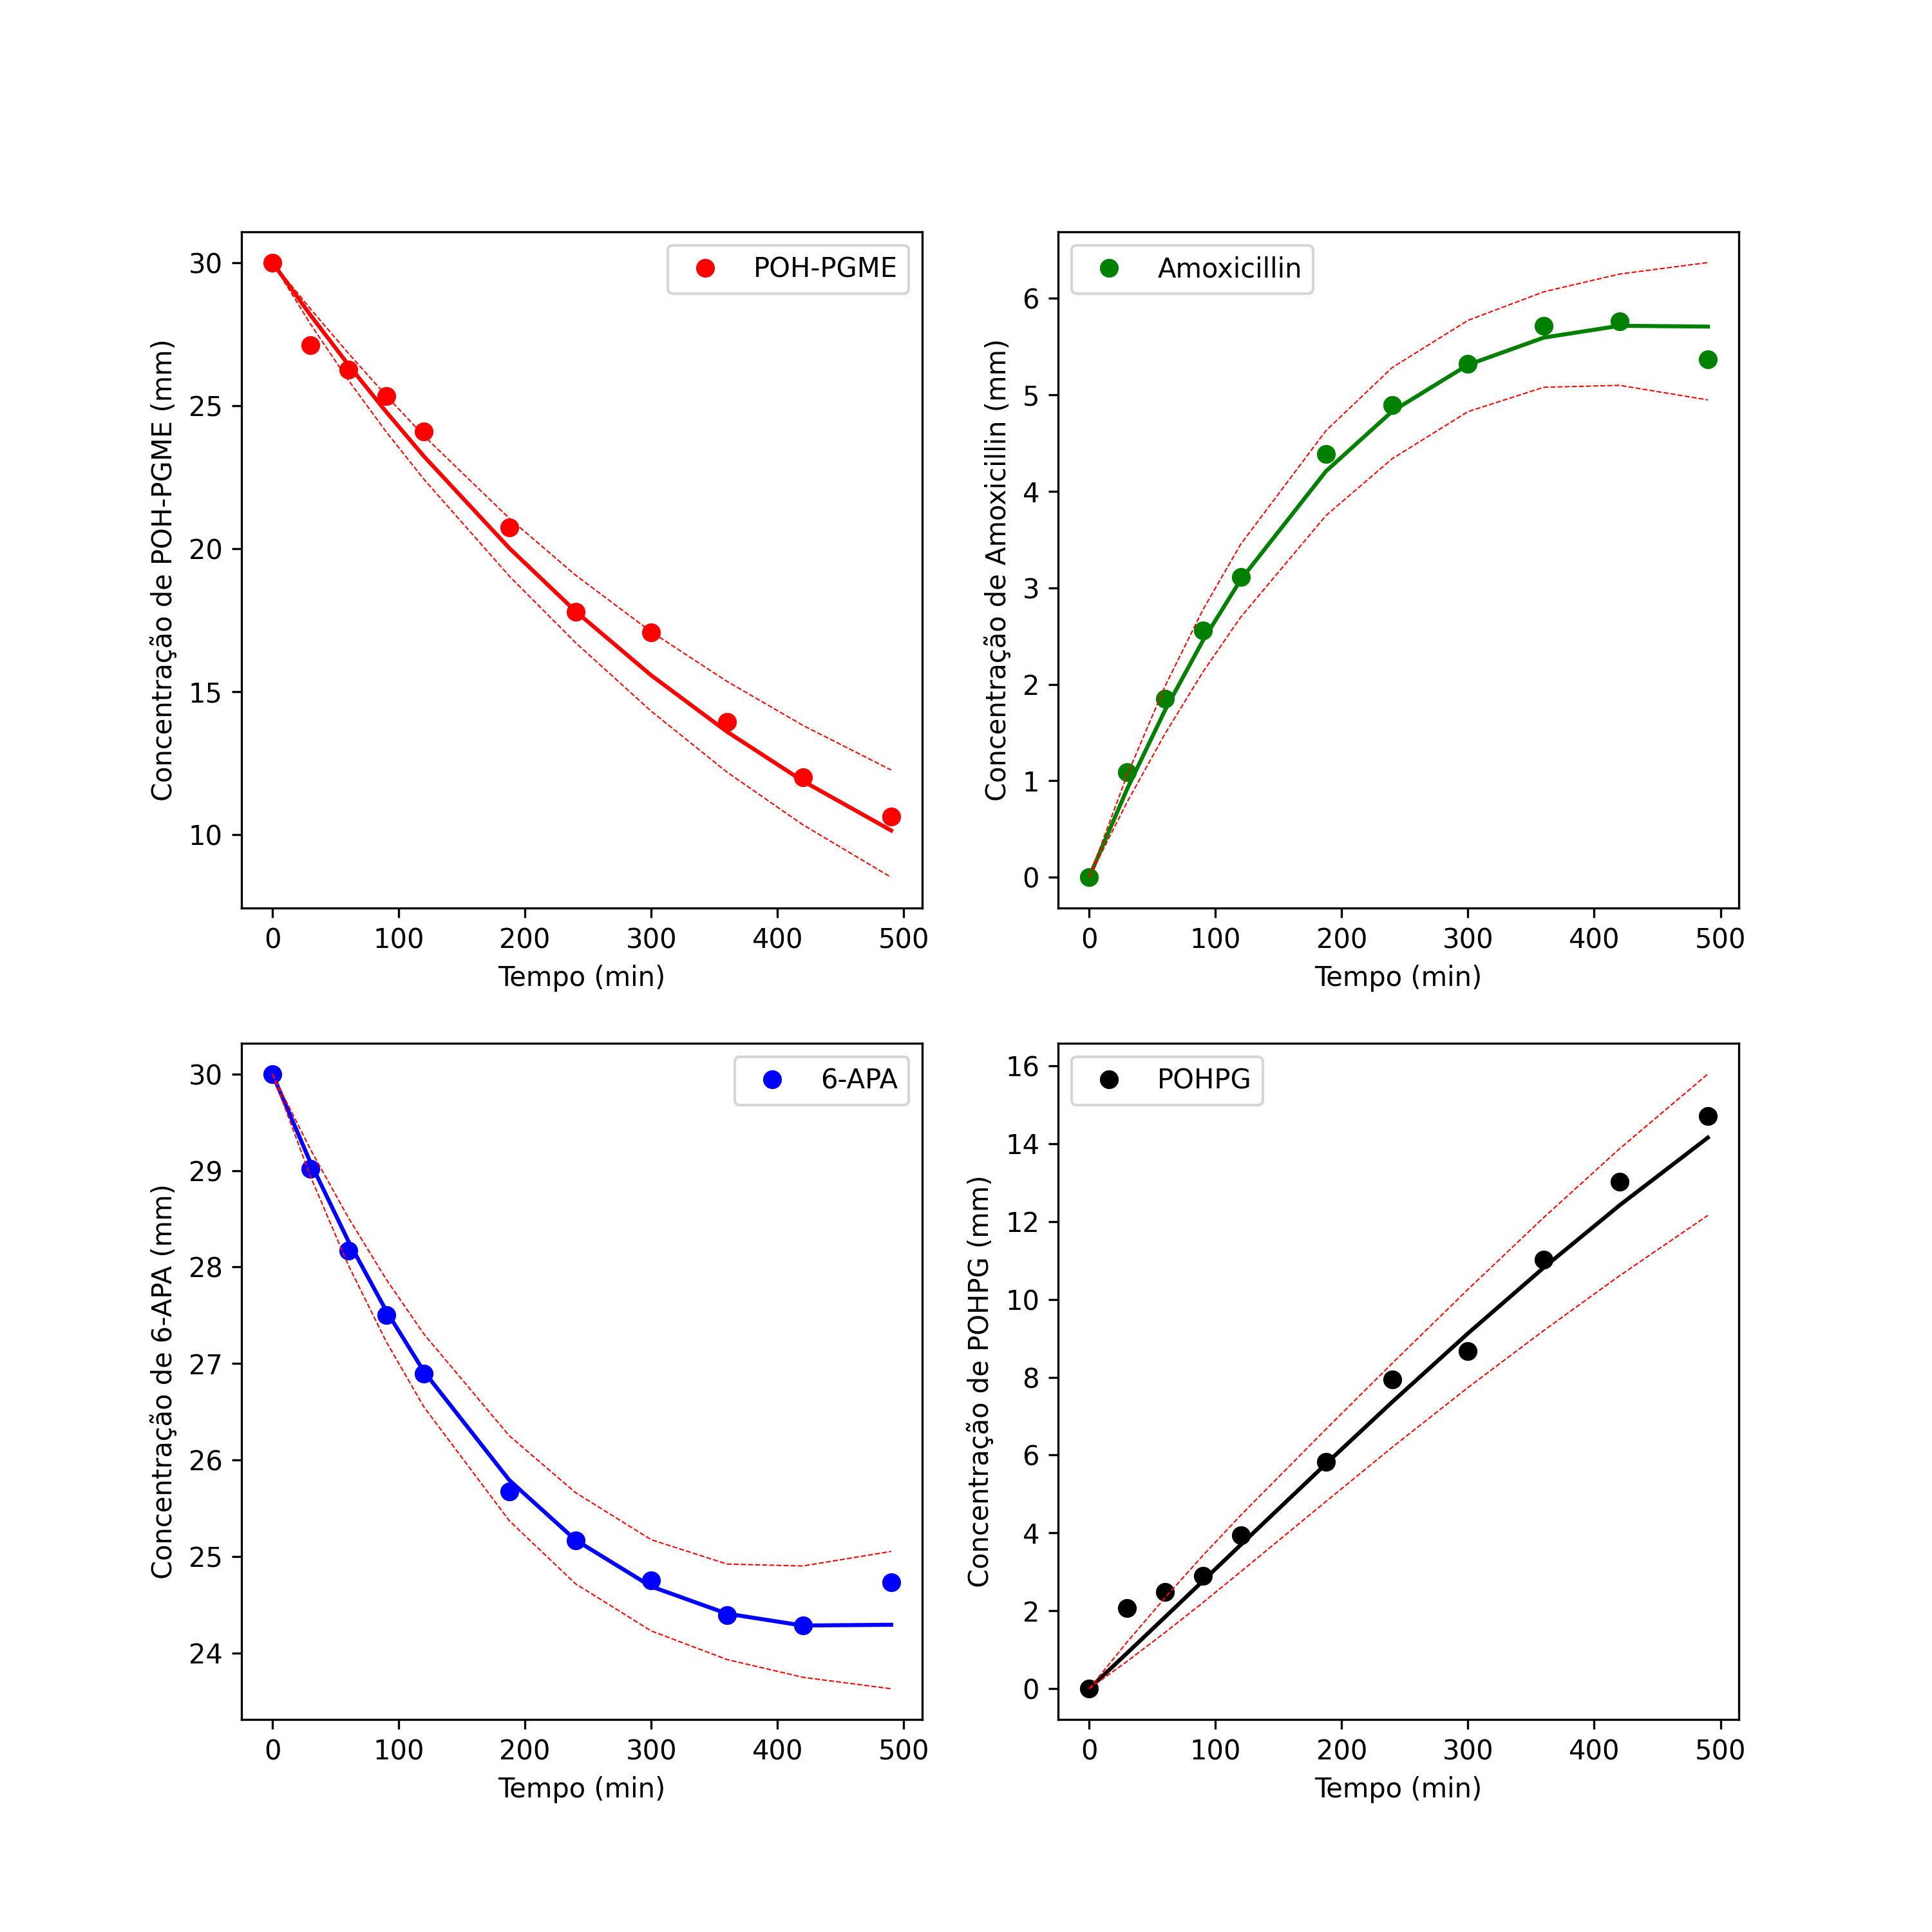 POH-PGME
30
25
20
15
10
Concentração de POH-PGME (mm)
0 100 200 300 400 500
Tempo (min)
Amoxicillin
6
5
4
3
2
1
0
Concentração de Amoxicillin (mm)
0 100 200 300 400 500
Tempo (min)
6-APA
30
29
28
27
26
25
24
Concentração de 6-APA (mm)
0 100 200 300 400 500
Tempo (min)
POHPG
16
14
12
10
8
6
4
2
0
Concentração de POHPG (mm)
0 100 200 300 400 500
Tempo (min)